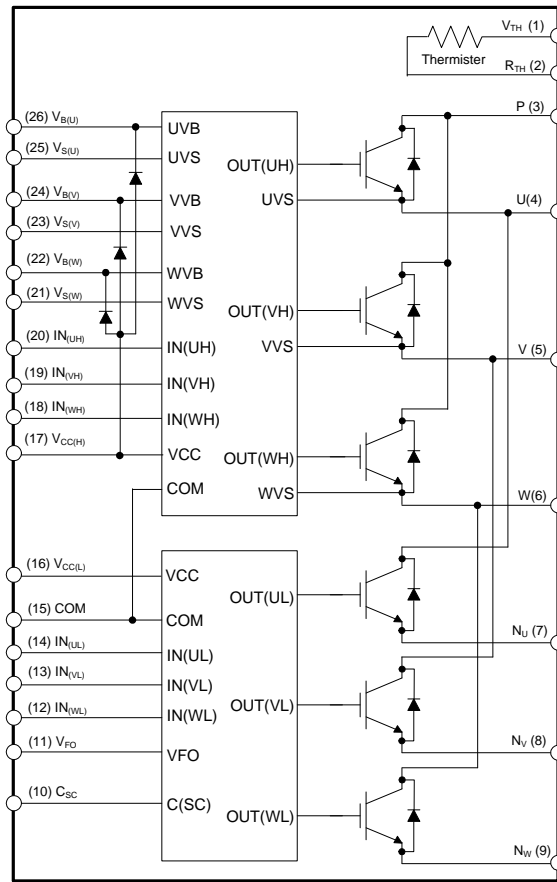 VTH (1)
Thermister
RTH (2)
P (3)
(26) VB(U)
UVB
(25) VS(U)
UVS
OUT(UH)
(24) VB(V)
VVB
UVS
U(4)
(23) VS(V)
VVS
(22) VB(W)
WVB
(21) VS(W)
WVS
OUT(VH)
(20) IN(UH)
IN(UH)
VVS
V (5)
(19) IN(VH)
IN(VH)
(18) IN(WH)
IN(WH)
(17) VCC(H)
VCC
OUT(WH)
COM
WVS
W(6)
(16) VCC(L)
VCC
OUT(UL)
(15) COM
COM
(14) IN(UL)
IN(UL)
NU (7)
(13) IN(VL)
IN(VL)
OUT(VL)
(12) IN(WL)
IN(WL)
(11) VFO
VFO
NV (8)
(10) CSC
C(SC)
OUT(WL)
NW (9)